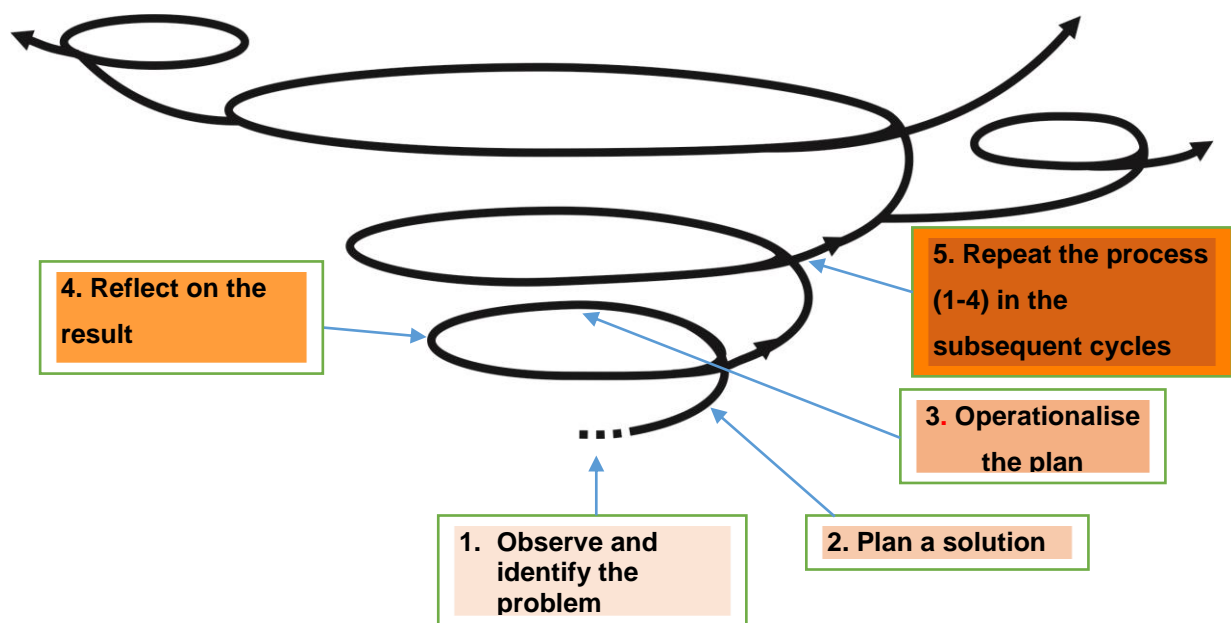 4. Reflect on the
result
5. Repeat the process
(1-4) in the
subsequent cycles
3. Operationalise
the plan
2. Plan a solution
1. Observe and
identify the
problem